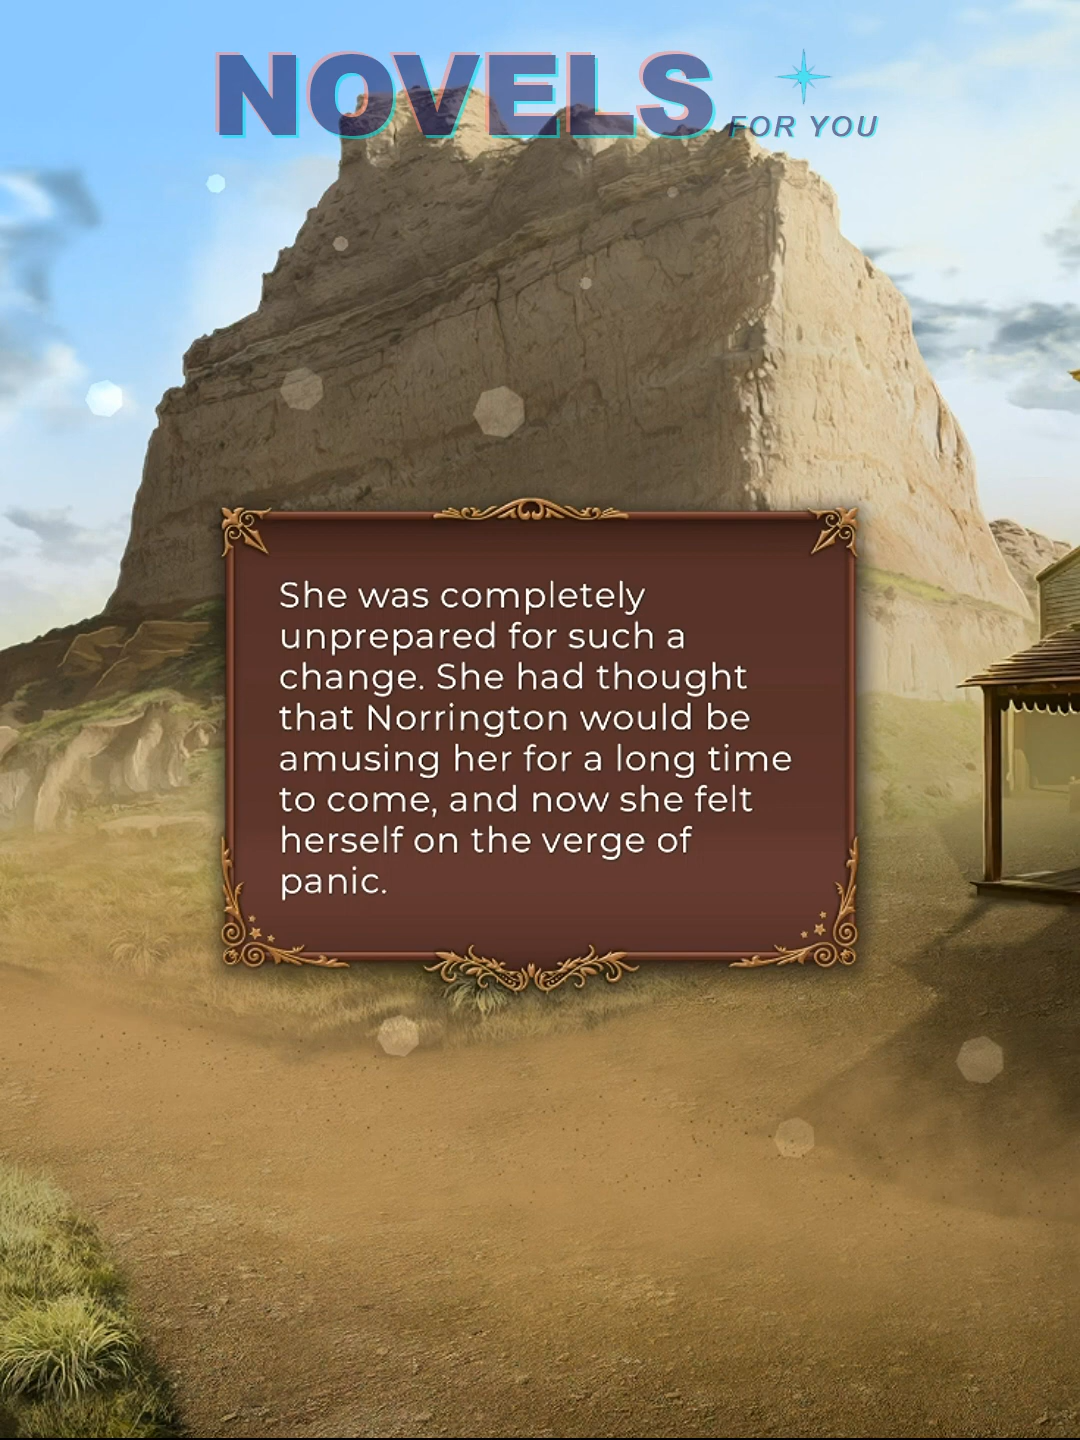 NOVELS
FOR YOU
She was completely
unprepared for such a
change. She had thought
that Norrington would be
amusing her for a long time
to come, and now she felt
herself on the verge of
panic.